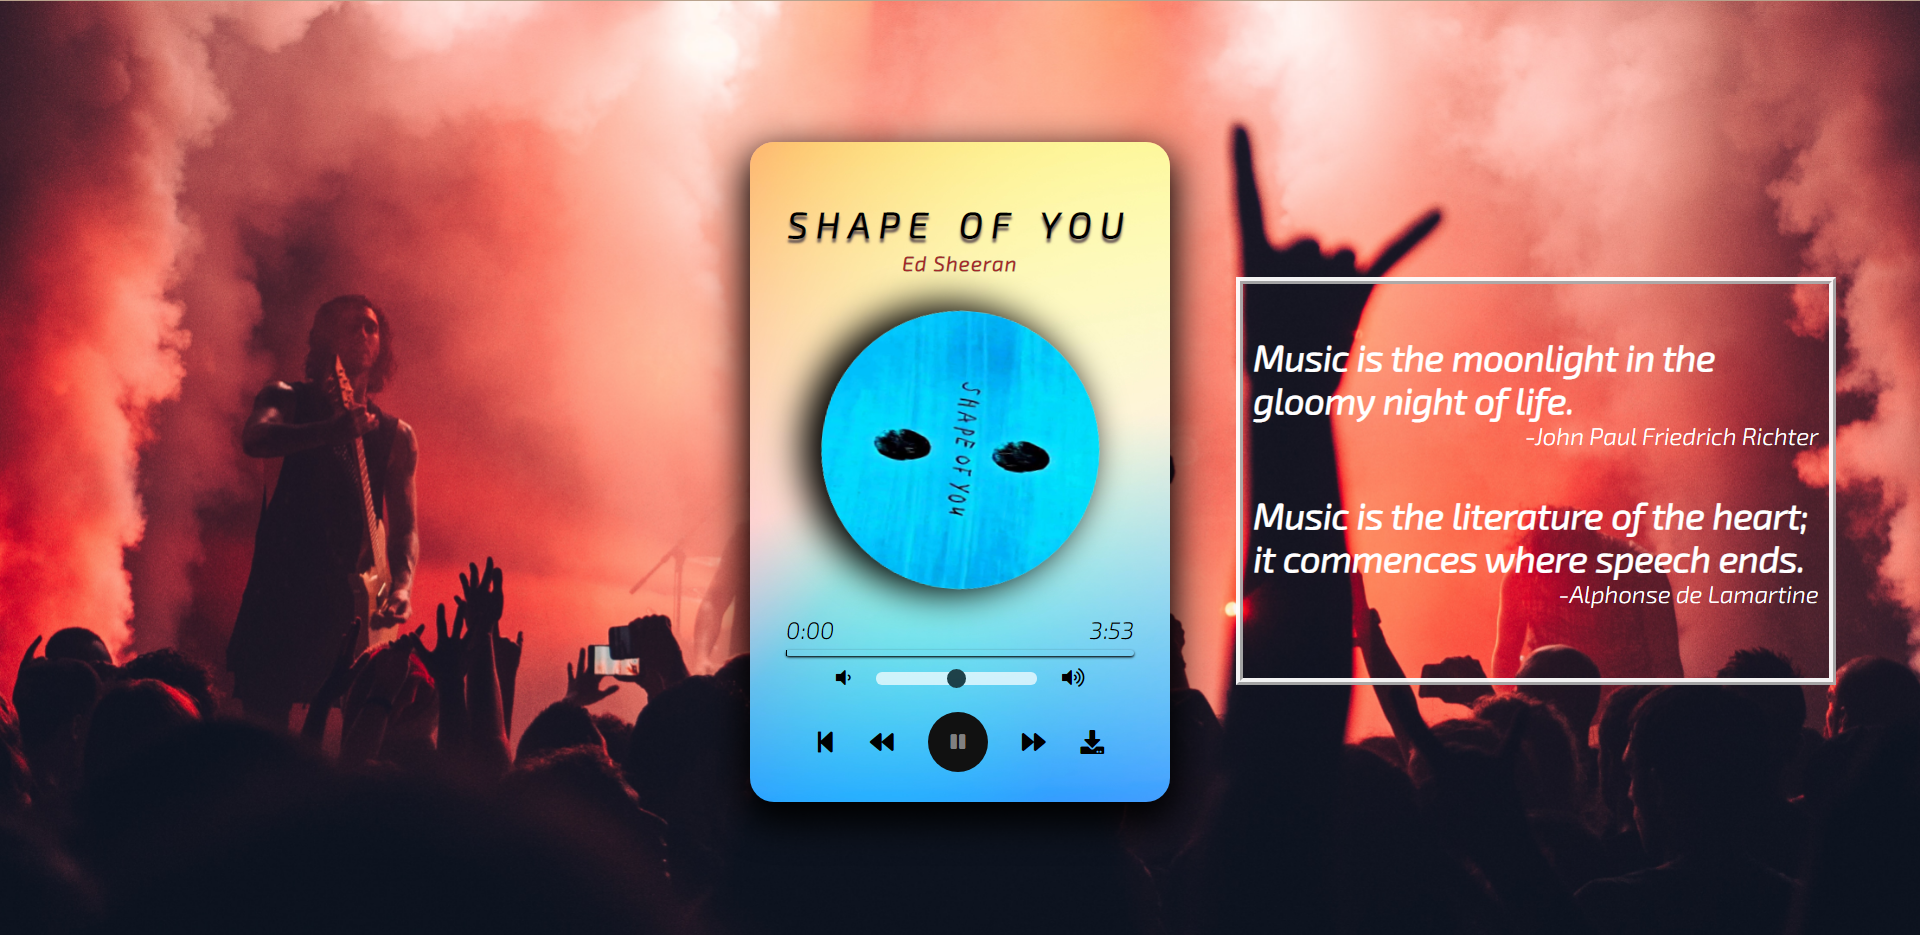 SHAPE OF YOU
Ed Sheeran
SHAPE OF YOU
0:00
3:53
Music is the moonlight in the
gloomy night of life.
-John Paul Friedrich Richter
Music is the literature of the heart;
it commences where speech ends.
-Alphonse de Lamartine